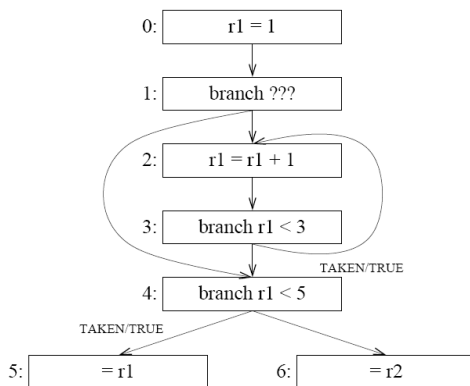 0: r1 = 1
1: branch ???
2: r1 = r1 + 1
3: branch r1 < 3
TAKEN/TRUE
4: branch r1 < 5
TAKEN/TRUE
5: = r1 6: = r2